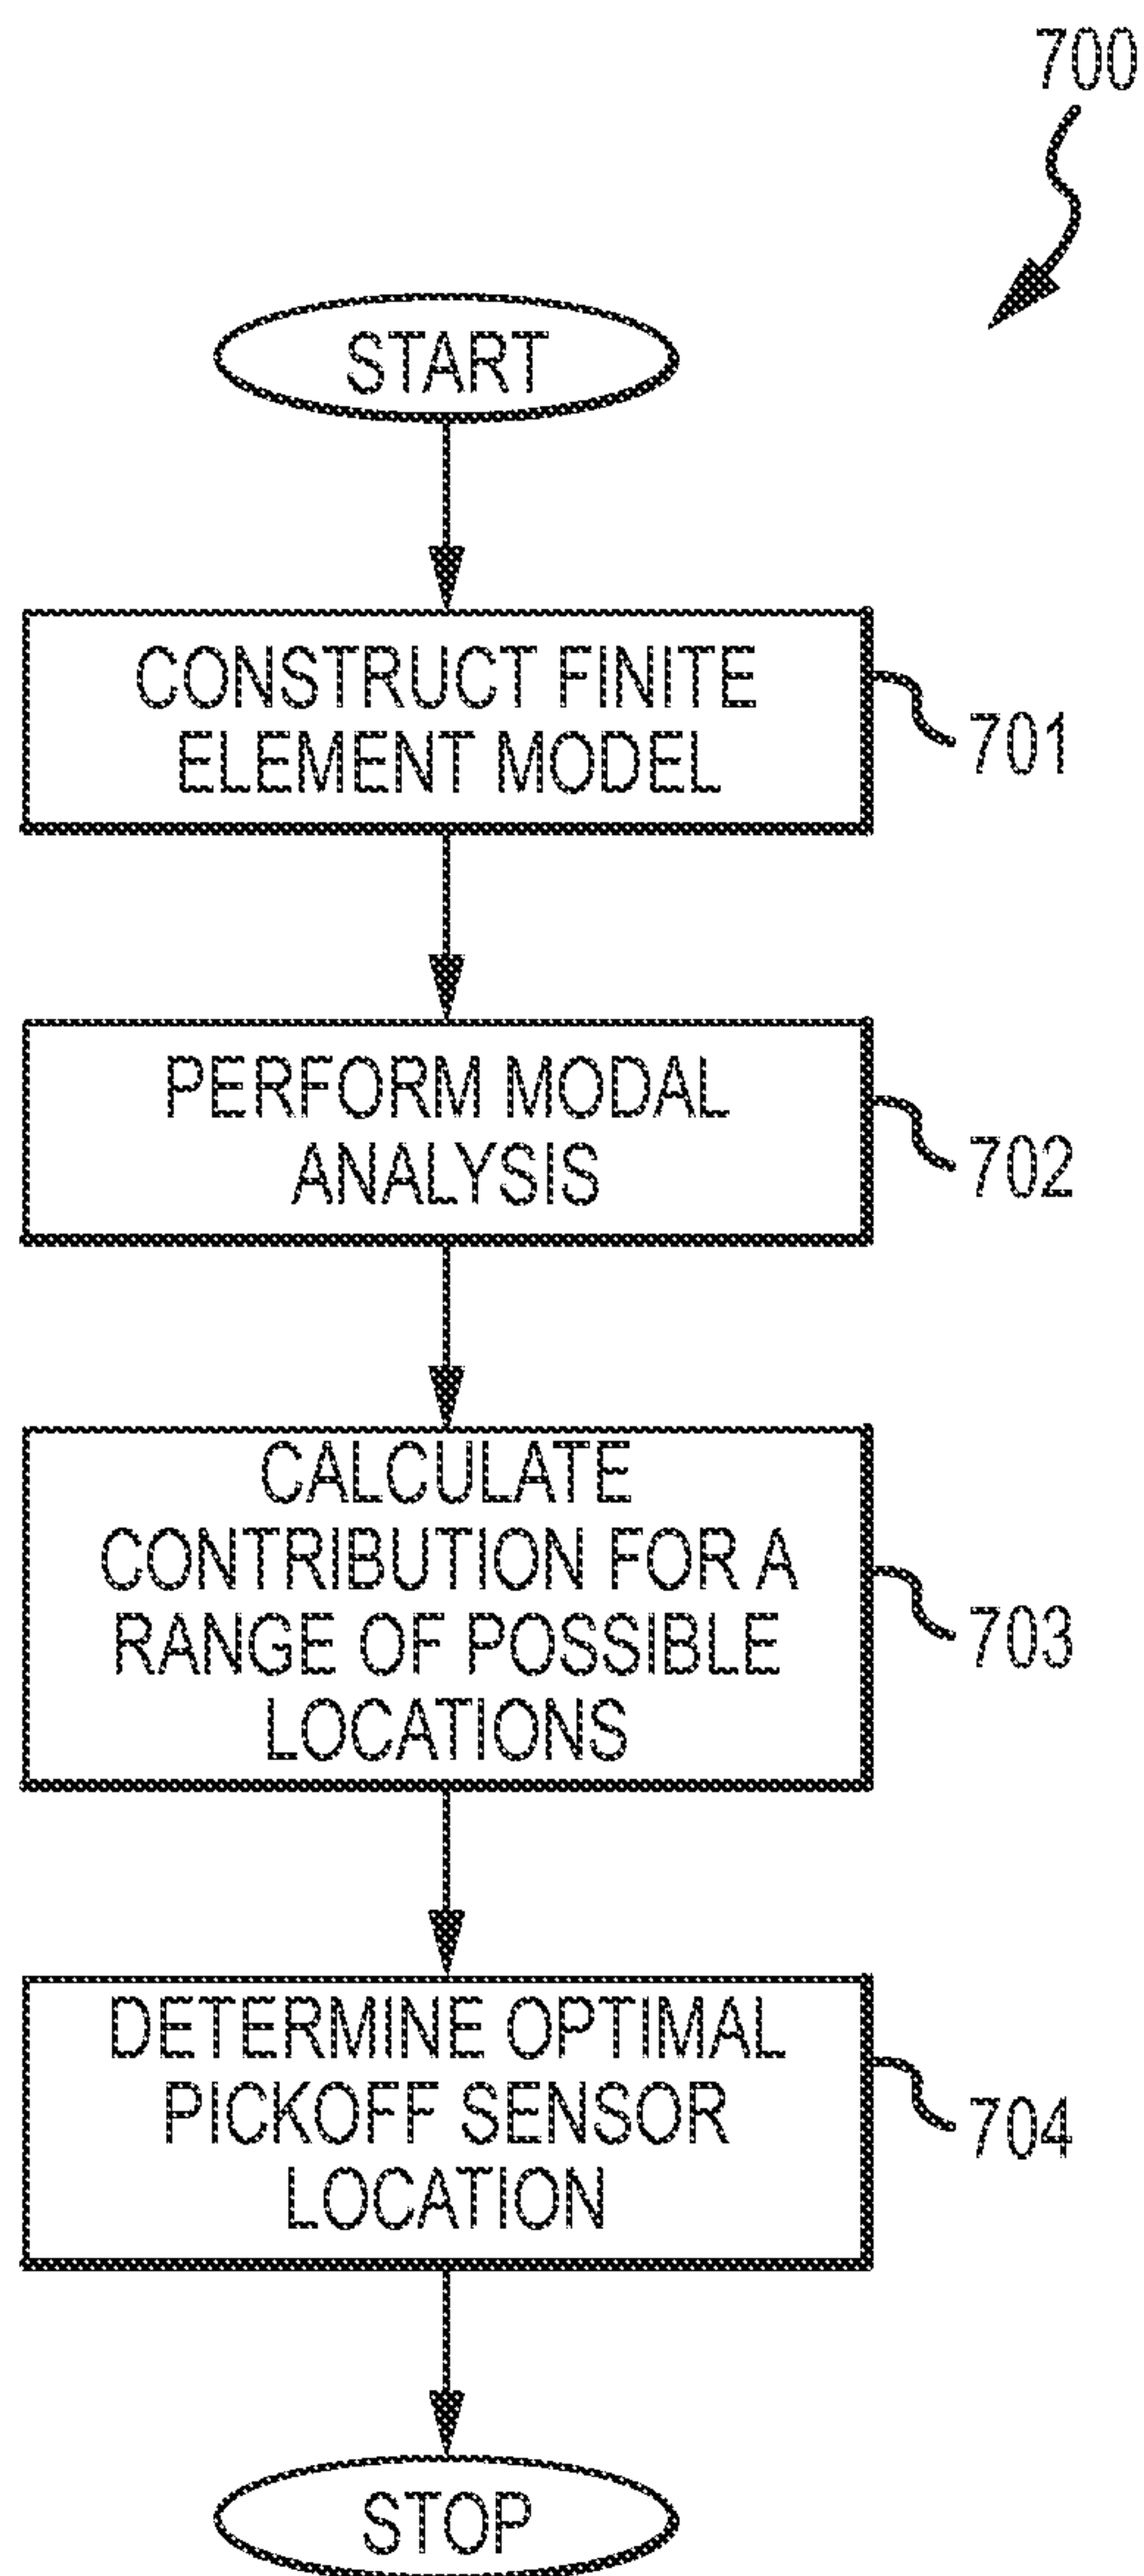 700
START
CONSTRUCT FINITE
ELEMENT MODEL
701
PERFORM MODAL
ANALYSIS
702
CALCULATE
CONTRIBUTION FOR A
RANGE OF POSSIBLE
LOCATIONS
703
DETERMINE OPTIMAL
PICKOFF SENSOR
LOCATION
704
STOP